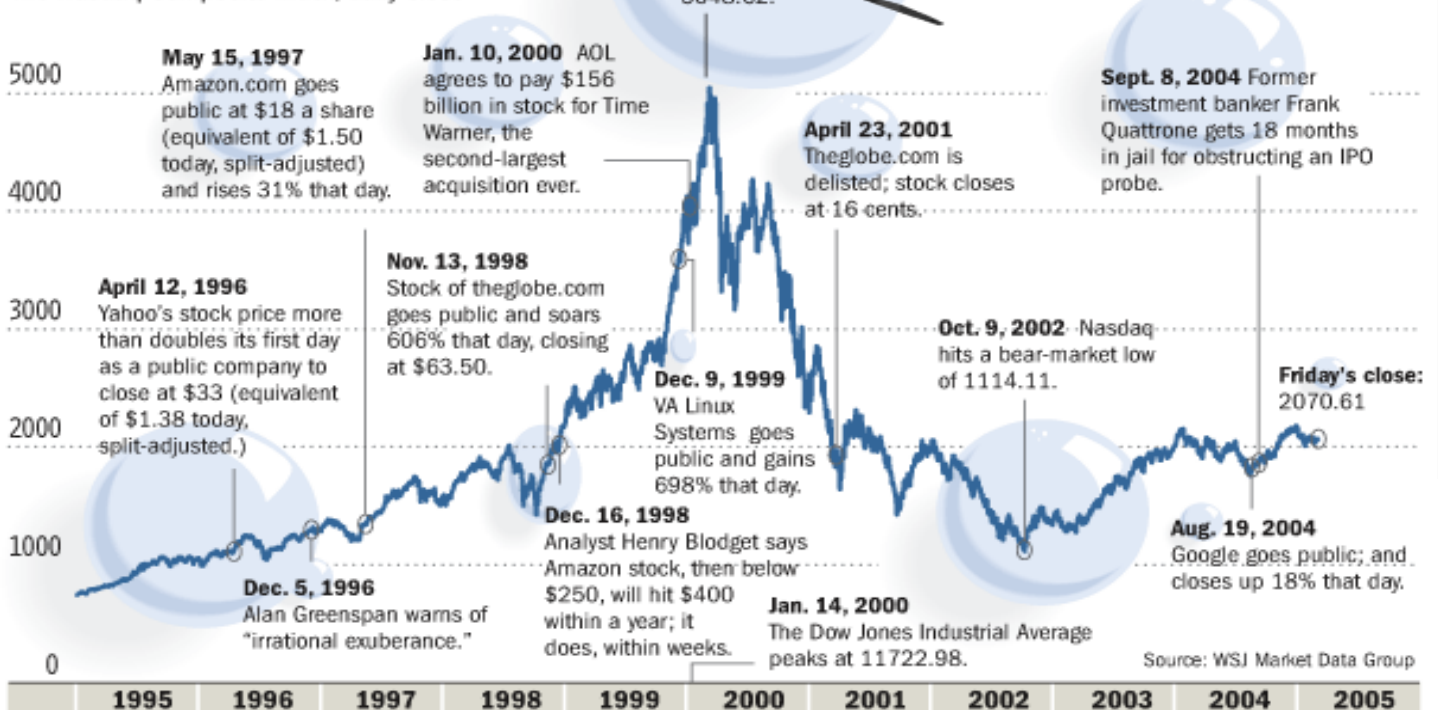 5000
4000
3000
2000
1000
0
May 15, 1997
Amazon.com goes
public at $18 a share
(equivalent of $1.50
today, split-adjusted)
and rises 31% that day.
Jan. 10, 2000 AOL
agrees to pay $156
billion in stock for Time
Warner, the
second-largest
acquisition ever.
Sept. 8, 2004 Former
investment banker Frank
Quattrone gets 18 months
in jail for obstructing an IPO
probe.
April 23, 2001
Theglobe.com is
delisted; stock closes
at 16 cents.
Nov. 13, 1998
Stock of theglobe.com
goes public and soars
606% that day, closing
at $63.50.
April 12, 1996
Yahoo's stock price more
than doubles its first day
as a public company to
close at $33 (equivalent
of $1.38 today,
split-adjusted.)
Oct. 9, 2002 Nasdaq
hits a bear-market low
of 1114.11.
Friday's close:
2070.61
Dec. 9, 1999
VA Linux
Systems goes
public and gains
698% that day.
Dec. 16, 1998
Analyst Henry Blodget says
Amazon stock, then below
$250, will hit $400
within a year; it
does, within weeks.
Aug. 19, 2004
Google goes public; and
closes up 18% that day.
Dec. 5, 1996
Alan Greenspan warns of
"irrational exuberance."
Jan. 14, 2000
The Dow Jones Industrial Average
peaks at 11722.98.
Source: WSJ Market Data Group
1995 1996 1997 1998 1999 2000 2001 2002 2003 2004 2005